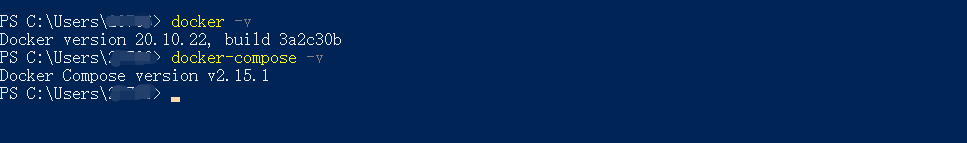 PS C:\Users\> docker -v
Docker version 20.10.22, build 3a2c30b
PS C:\Users\> docker-compose -v
Docker Compose version v2.15.1
PS C:\Users\>